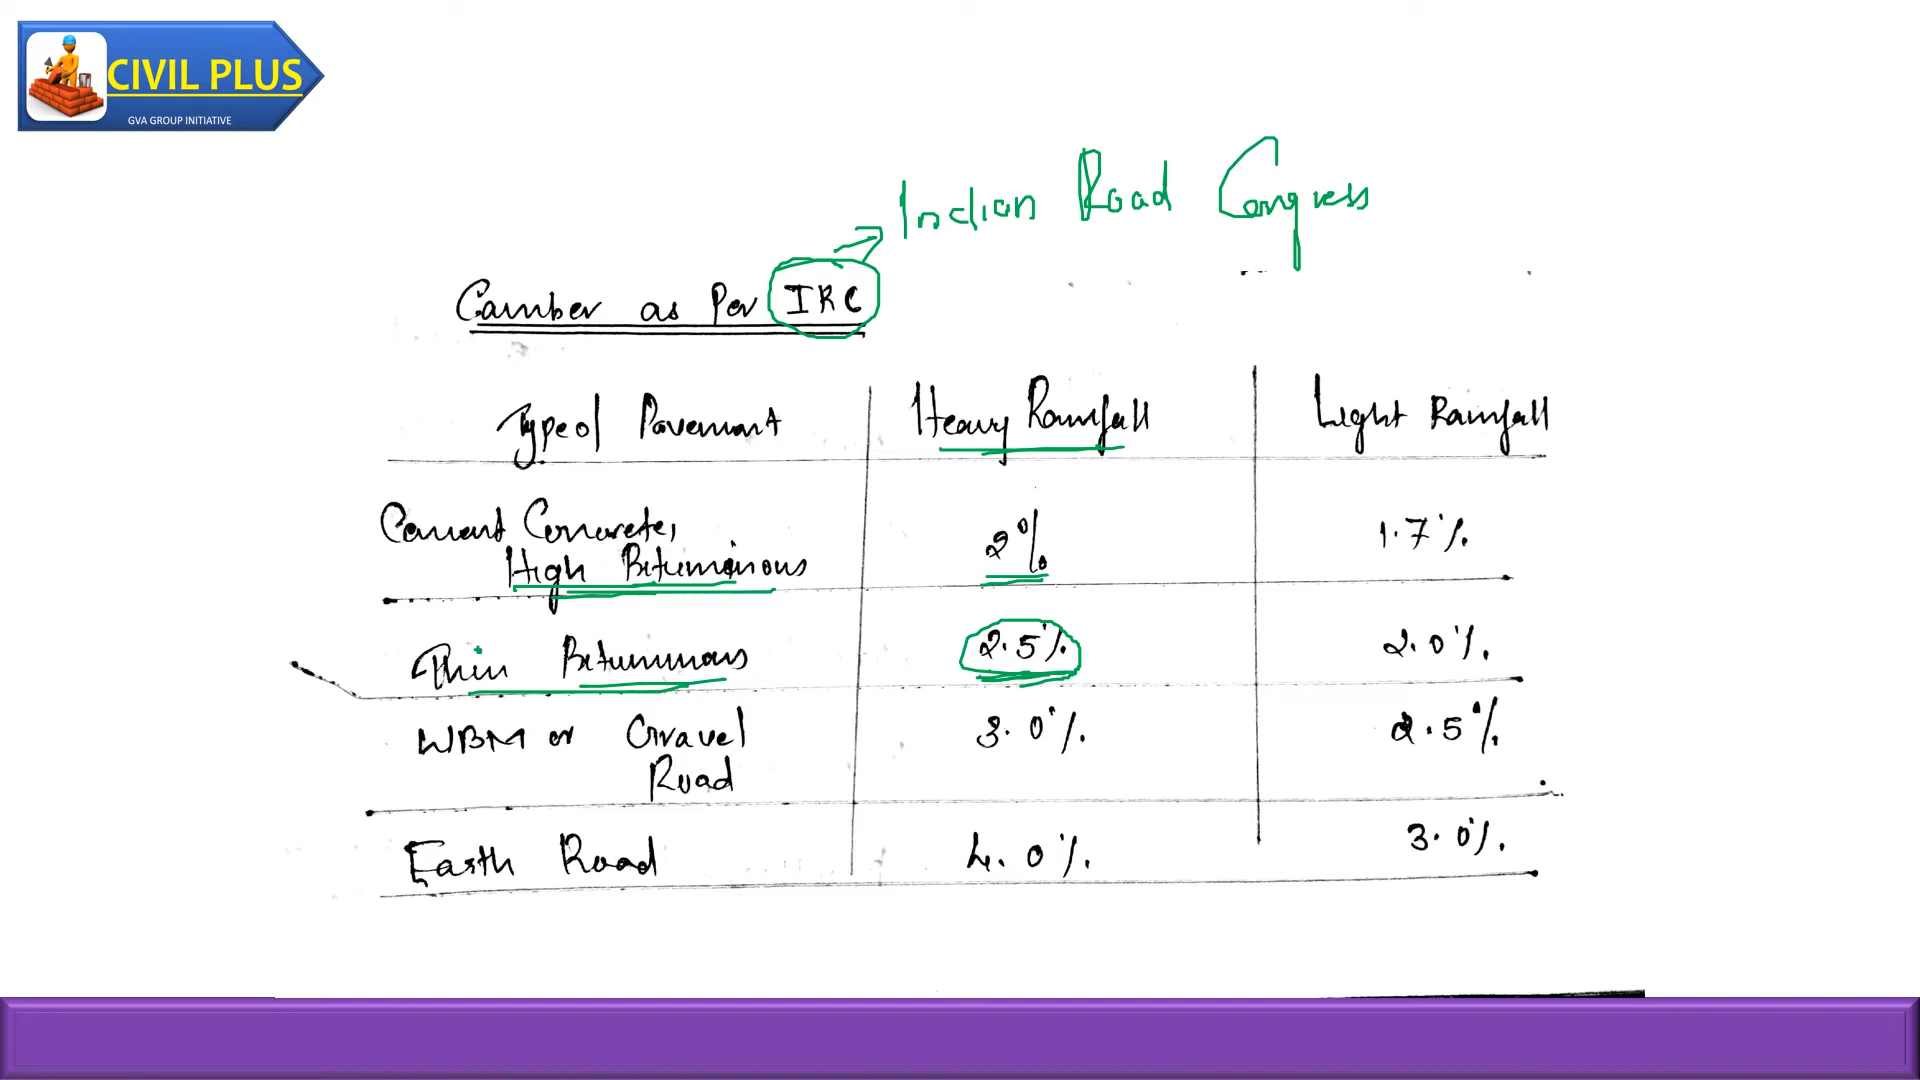 CIVIL PLUS
GVA GROUP INITIATIVE
Indian Road Congress
Camber as Per IRC
Type of Pavement Heavy Rainfall Light Rainfall
Cement Concrete,
High Bituminous 2% 1.7%
Thin Bituminous 2.5% 2.0%
WBM or Gravel 3.0% 2.5%
Road
Earth Road 4.0% 3.0%